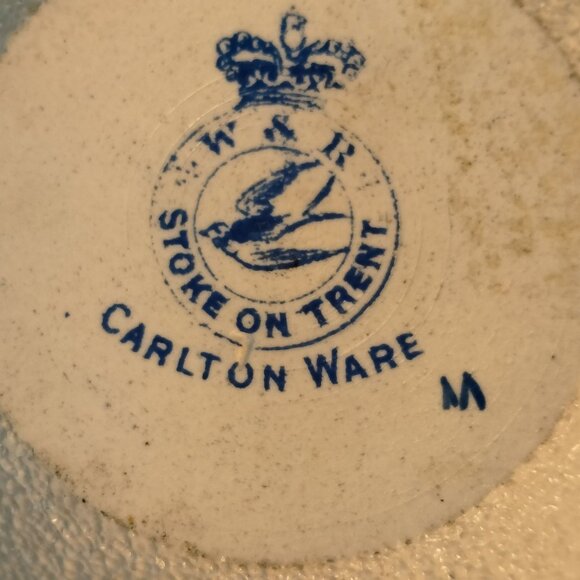 W & R
STOKE ON TRENT
CARLTON WARE
M